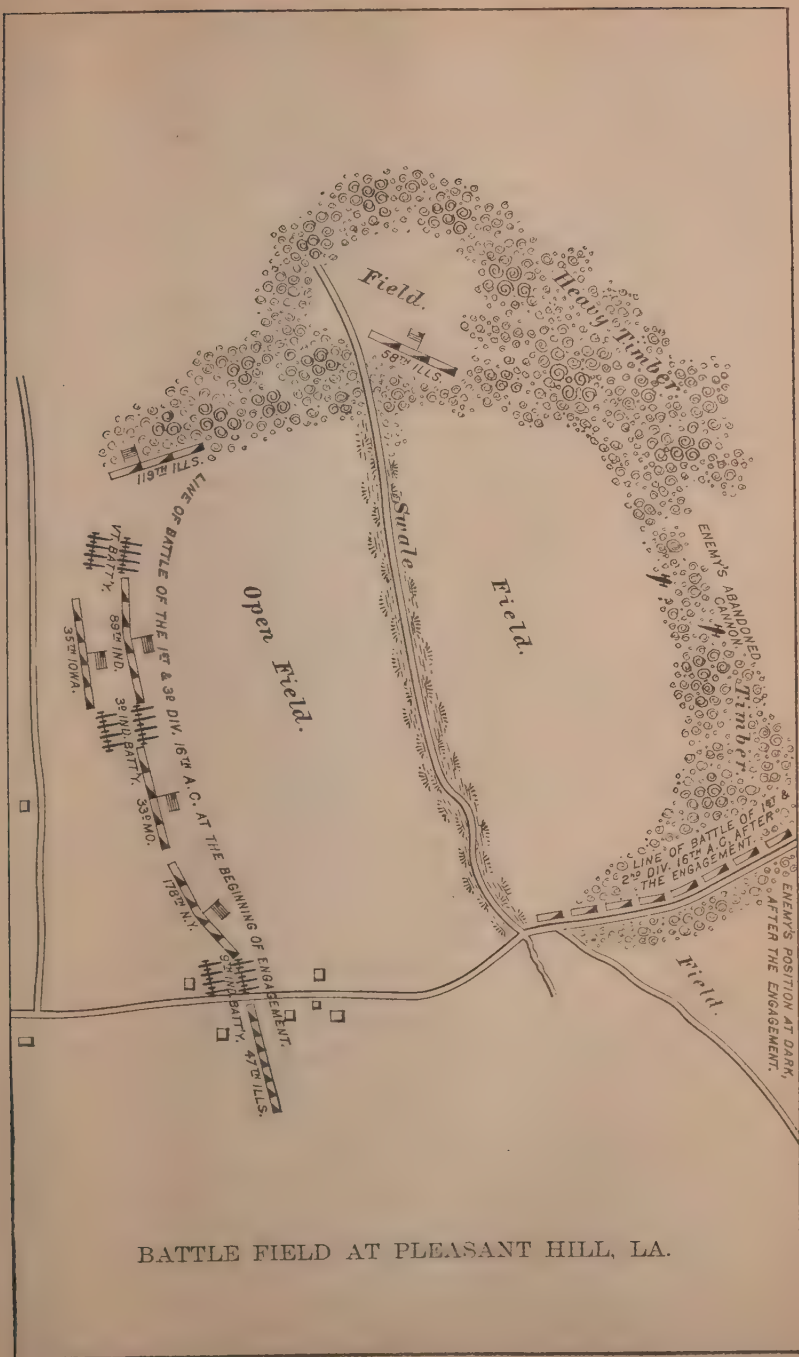 Field.
Heavy Timber.
58TH ILLS.
119TH ILLS.
LINE OF BATTLE OF THE 1ST & 3D DIV. 16TH A.C. AT THE BEGINNING OF ENGAGEMENT.
Swale
ENEMY'S ABANDONED
CANNON.
VT. BATT'Y.
89TH IND.
35TH IOWA.
Open Field.
Field.
Timber.
3D IND. BATT'Y.
33D MO.
178TH N.Y.
9TH IND. BATT'Y.
47TH ILLS.
LINE OF BATTLE OF 1ST
2ND DIV. 16TH A.C. AFTER
THE ENGAGEMENT.
Field.
ENEMY'S POSITION AT DARK,
AFTER THE ENGAGEMENT.
BATTLE FIELD AT PLEASANT HILL, LA.